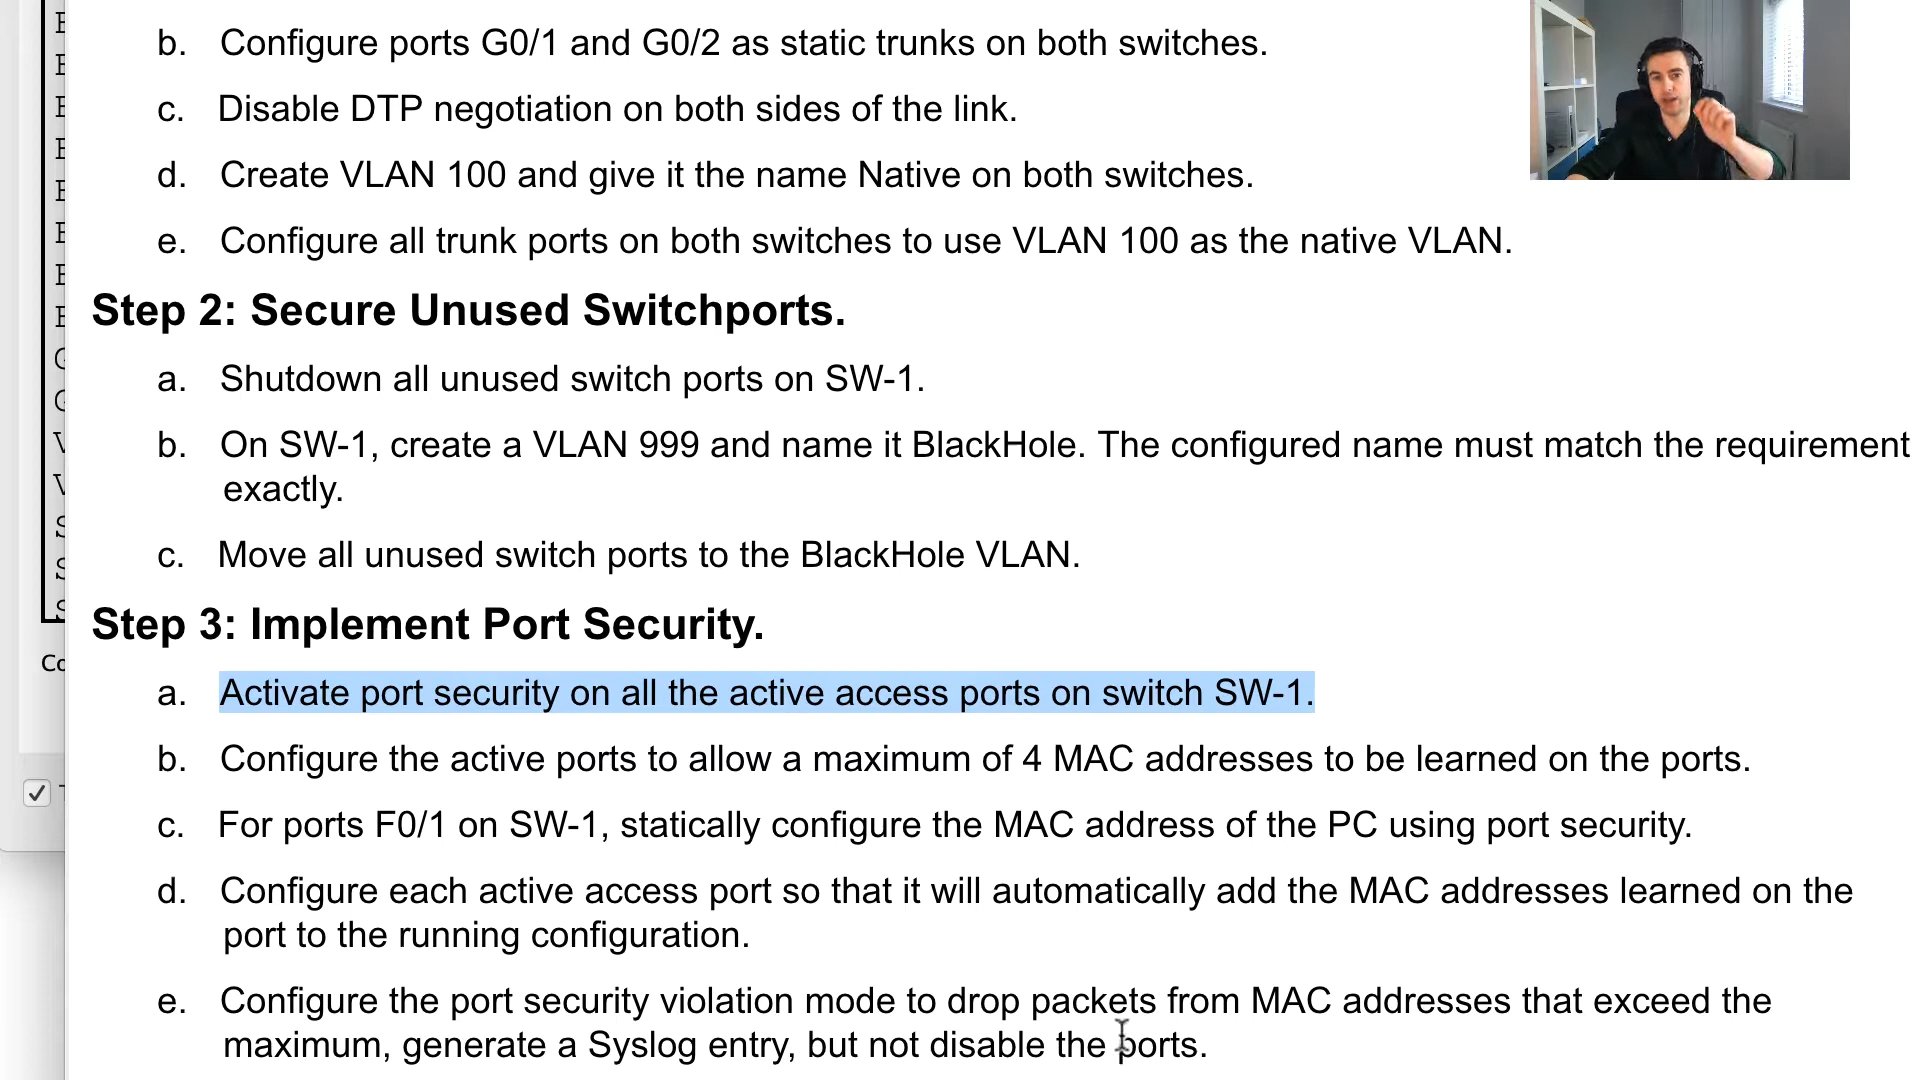 b. Configure ports G0/1 and G0/2 as static trunks on both switches.
c. Disable DTP negotiation on both sides of the link.
d. Create VLAN 100 and give it the name Native on both switches.
e. Configure all trunk ports on both switches to use VLAN 100 as the native VLAN.
Step 2: Secure Unused Switchports.
a. Shutdown all unused switch ports on SW-1.
b. On SW-1, create a VLAN 999 and name it BlackHole. The configured name must match the requirement
exactly.
c. Move all unused switch ports to the BlackHole VLAN.
Step 3: Implement Port Security.
Co
a. Activate port security on all the active access ports on switch SW-1.
b. Configure the active ports to allow a maximum of 4 MAC addresses to be learned on the ports.
c. For ports F0/1 on SW-1, statically configure the MAC address of the PC using port security.
d. Configure each active access port so that it will automatically add the MAC addresses learned on the
port to the running configuration.
e. Configure the port security violation mode to drop packets from MAC addresses that exceed the
maximum, generate a Syslog entry, but not disable the ports.